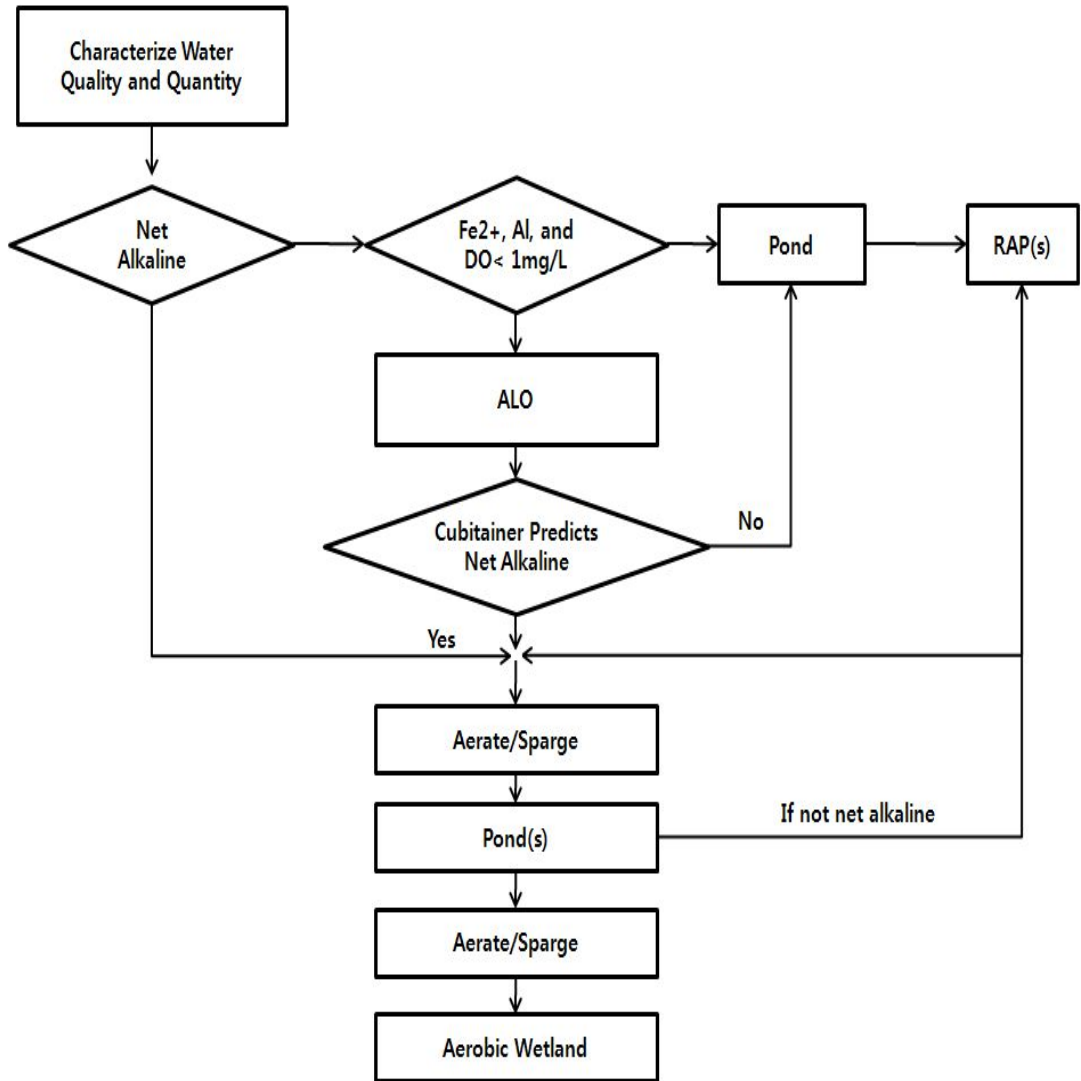 Characterize Water
Quality and Quantity
Net
Alkaline
Fe2+, Al, and
DO< 1mg/L
Pond
RAP(s)
ALO
Cubitainer Predicts
Net Alkaline
No
Yes
Aerate/Sparge
Pond(s)
If not net alkaline
Aerate/Sparge
Aerobic Wetland